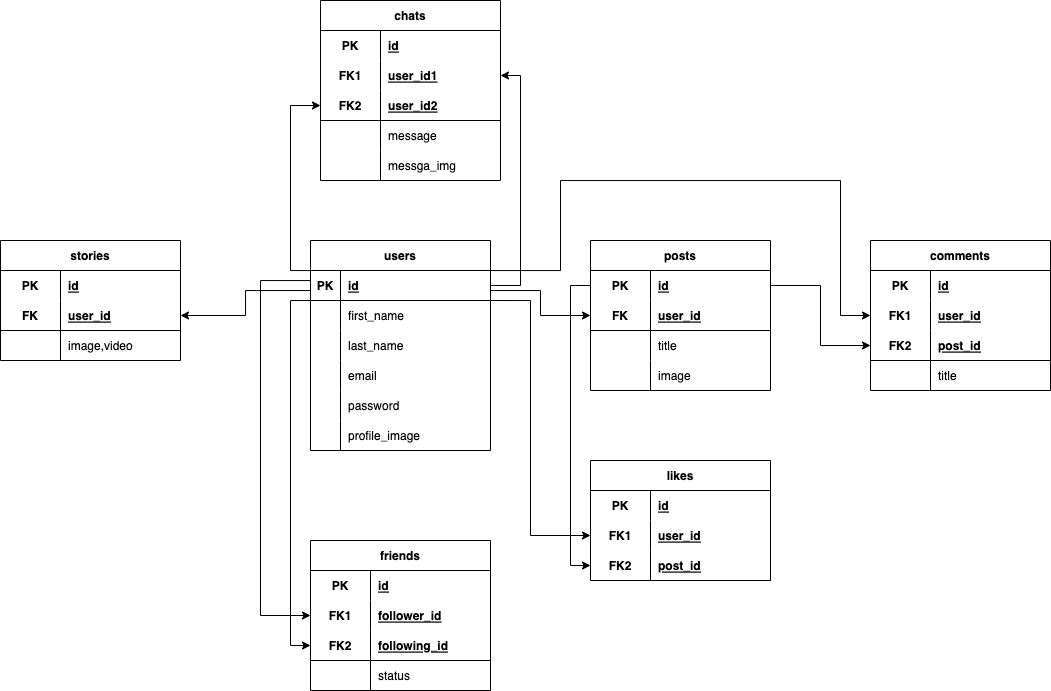 chats
PK id
FK1 user_id1
FK2 user_id2
message
messga_img
stories
PK id
FK user_id
image,video
users
PK id
first_name
last_name
email
password
profile_image
posts
PK id
FK user_id
title
image
comments
PK id
FK1 user_id
FK2 post_id
title
likes
PK id
FK1 user_id
FK2 post_id
friends
PK id
FK1 follower_id
FK2 following_id
status